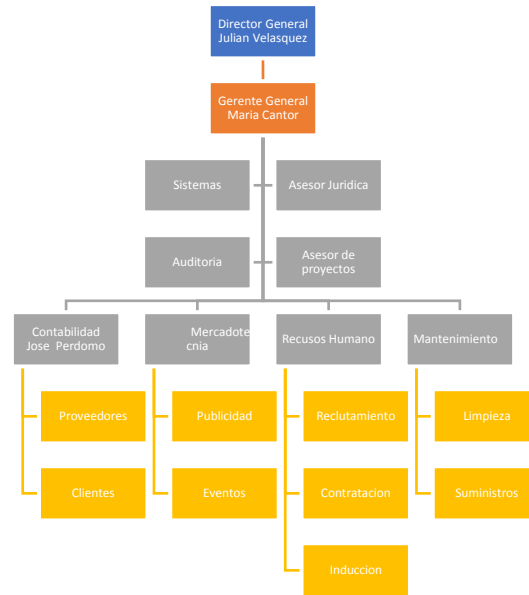 Director General
Julian Velasquez
Gerente General
Maria Cantor
Sistemas
Asesor Juridica
Auditoria
Asesor de
proyectos
Contabilidad
Jose Perdomo
Mercadote
cnia
Recusos Humano
Mantenimiento
Proveedores
Publicidad
Reclutamiento
Limpieza
Clientes
Eventos
Contratacion
Suministros
Induccion